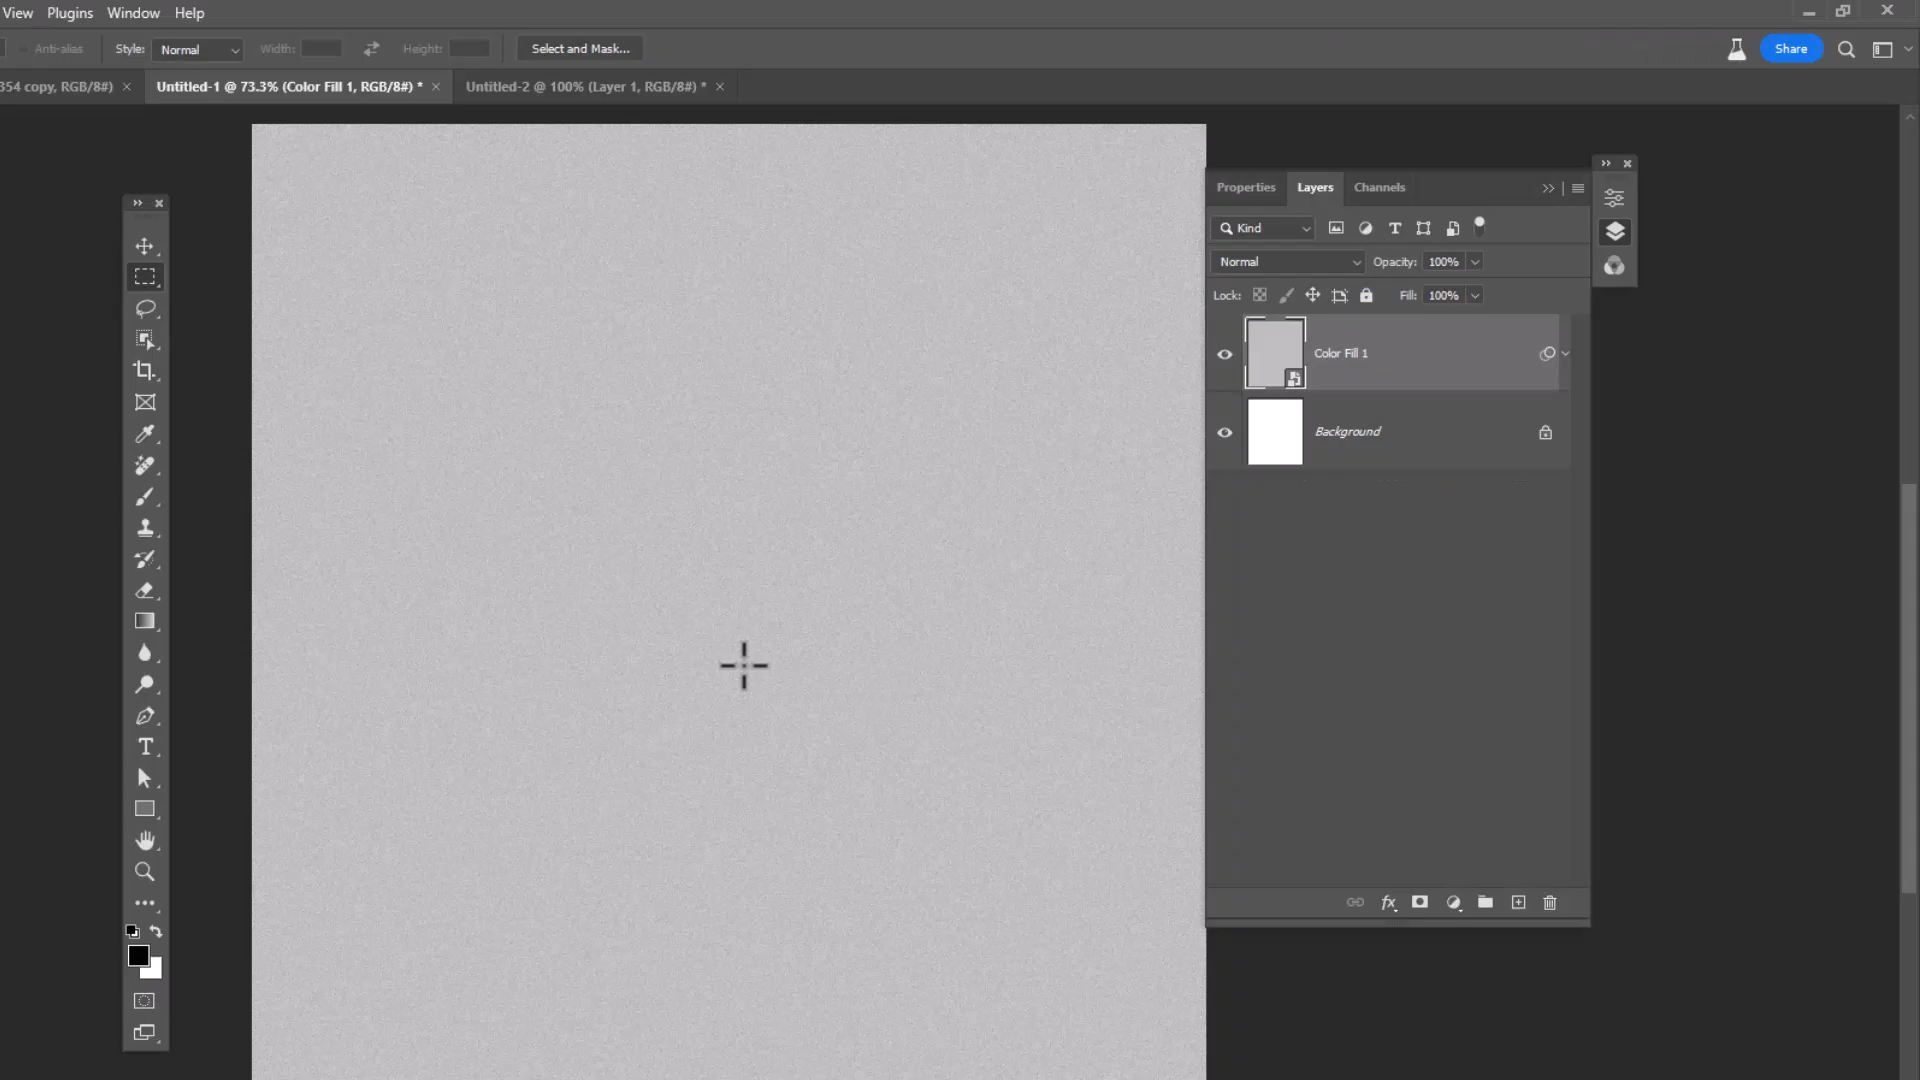 View Plugins Window Help
Anti-alias Style: Normal Width: Height: Select and Mask... Share
354 copy, RGB/8#) × Untitled-1 @ 73.3% (Color Fill 1, RGB/8#) * × Untitled-2 @ 100% (Layer 1, RGB/8#) * ×
Properties Layers Channels
Kind
Normal Opacity: 100%
Lock: Fill: 100%
Color Fill 1
Background
fx